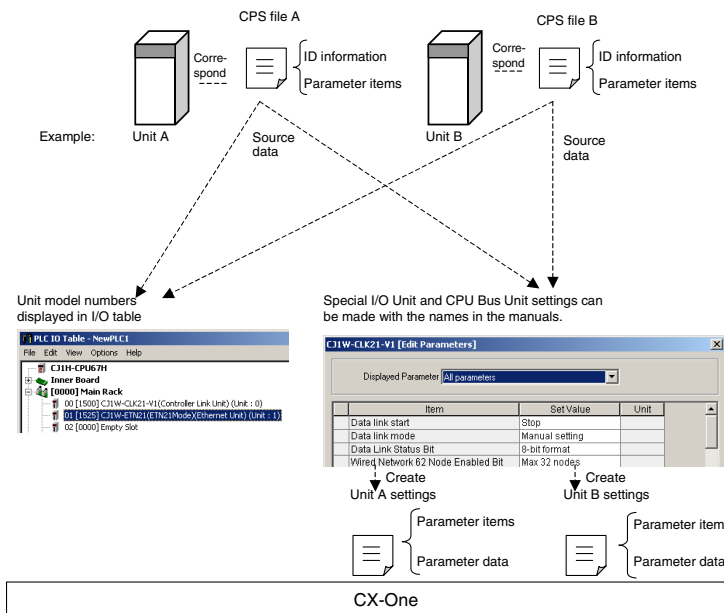 CPS file A
CPS file B
Corre-
spond
ID information
Parameter items
Corre-
spond
ID information
Parameter items
Example:
Unit A
Source
data
Unit B
Source
data
Unit model numbers
displayed in I/O table
Special I/O Unit and CPU Bus Unit settings can
be made with the names in the manuals.
PLC IO Table - NewPLC1
File Edit View Options Help
CJ1H-CPU67H
Inner Board
[0000] Main Rack
00 [1500] CJ1W-CLK21-V1(Controller Link Unit) (Unit : 0)
01 [1525] CJ1W-ETN21(ETN21Mode)(Ethernet Unit) (Unit : 1)
02 [0000] Empty Slot
CJ1W-CLK21-V1 [Edit Parameters]
Displayed Parameter All parameters
Item Set Value Unit
Data link start Stop
Data link mode Manual setting
Data Link Status Bit 8-bit format
Wired Network 62 Node Enabled Bit Max 32 nodes
Create
Unit A settings
Create
Unit B settings
Parameter items
Parameter data
Parameter item
Parameter data
CX-One